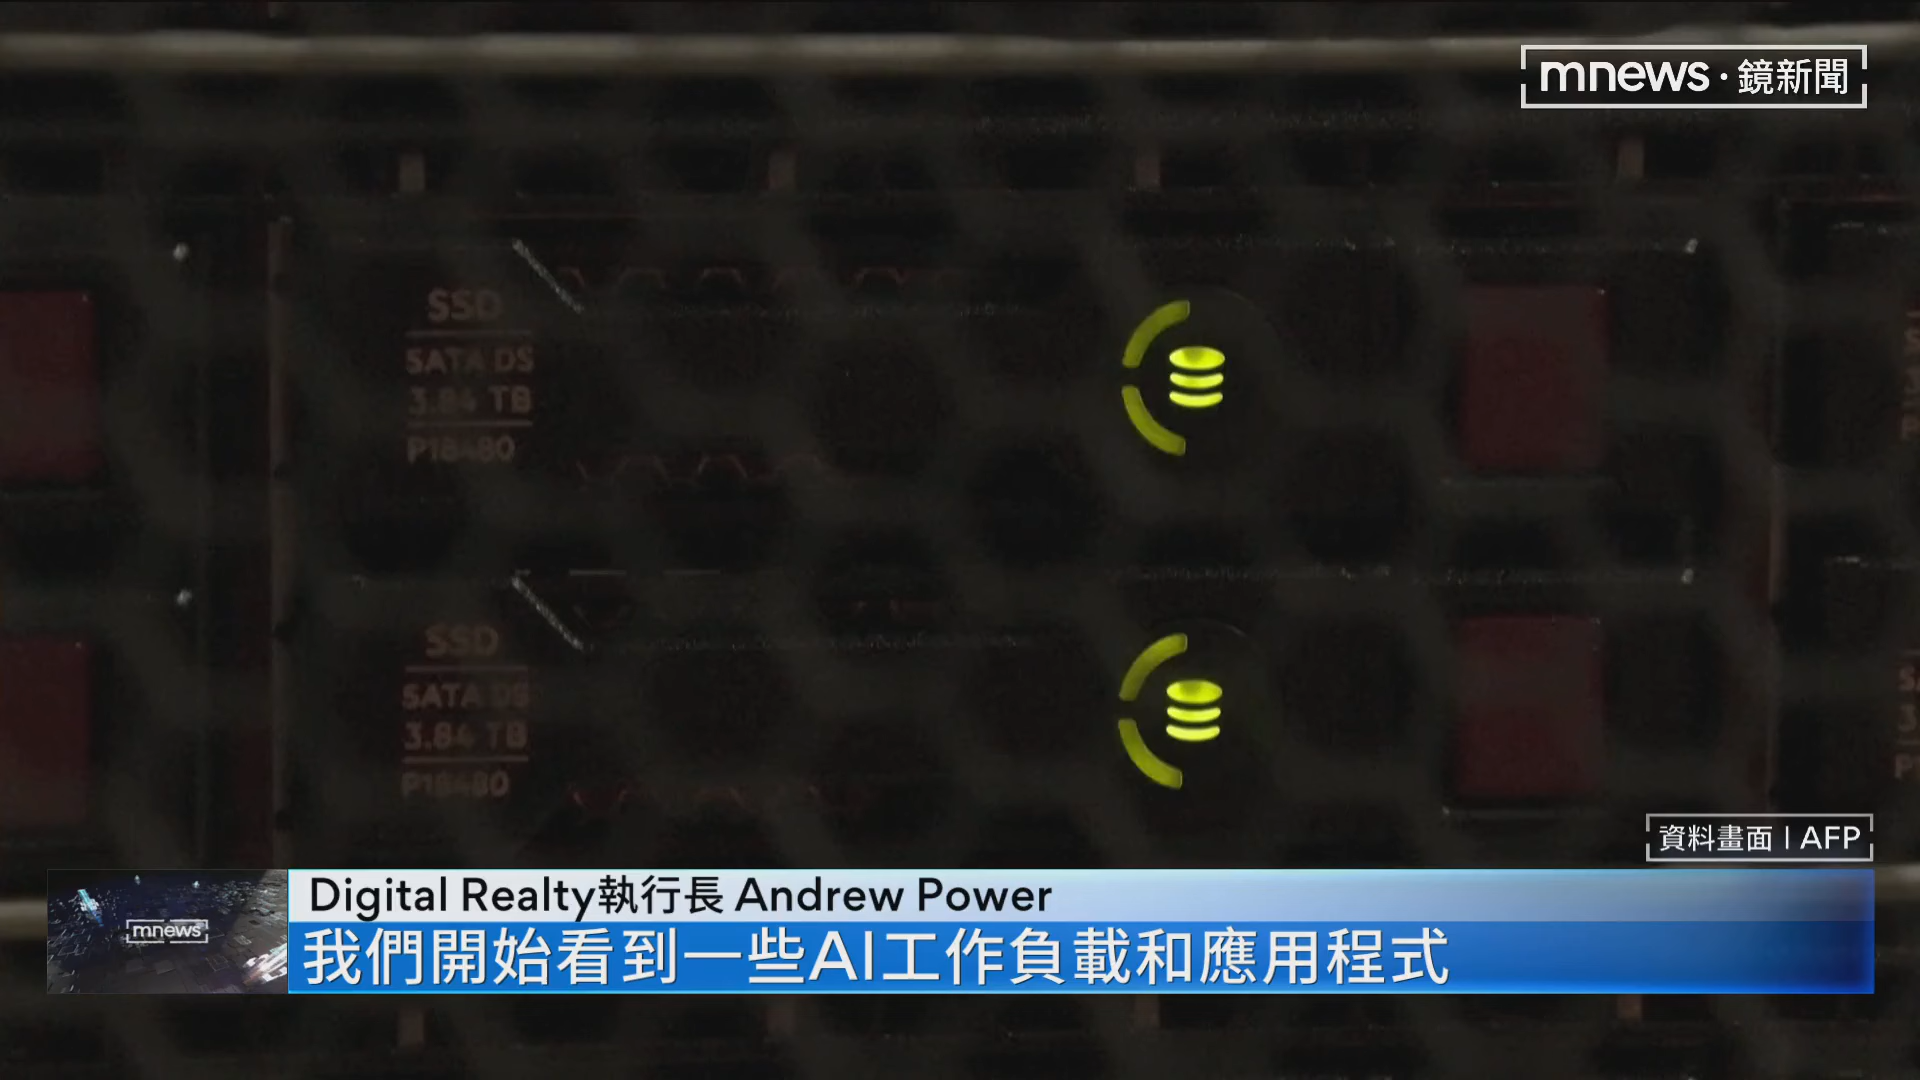 mnews·鏡新聞
SSD
SATA DS
3.84 TB
P18480
SSD
SATA DS
3.84 TB
P18480
資料畫面 | AFP
mnews
Digital Realty執行長 Andrew Power
我們開始看到一些AI工作負載和應用程式